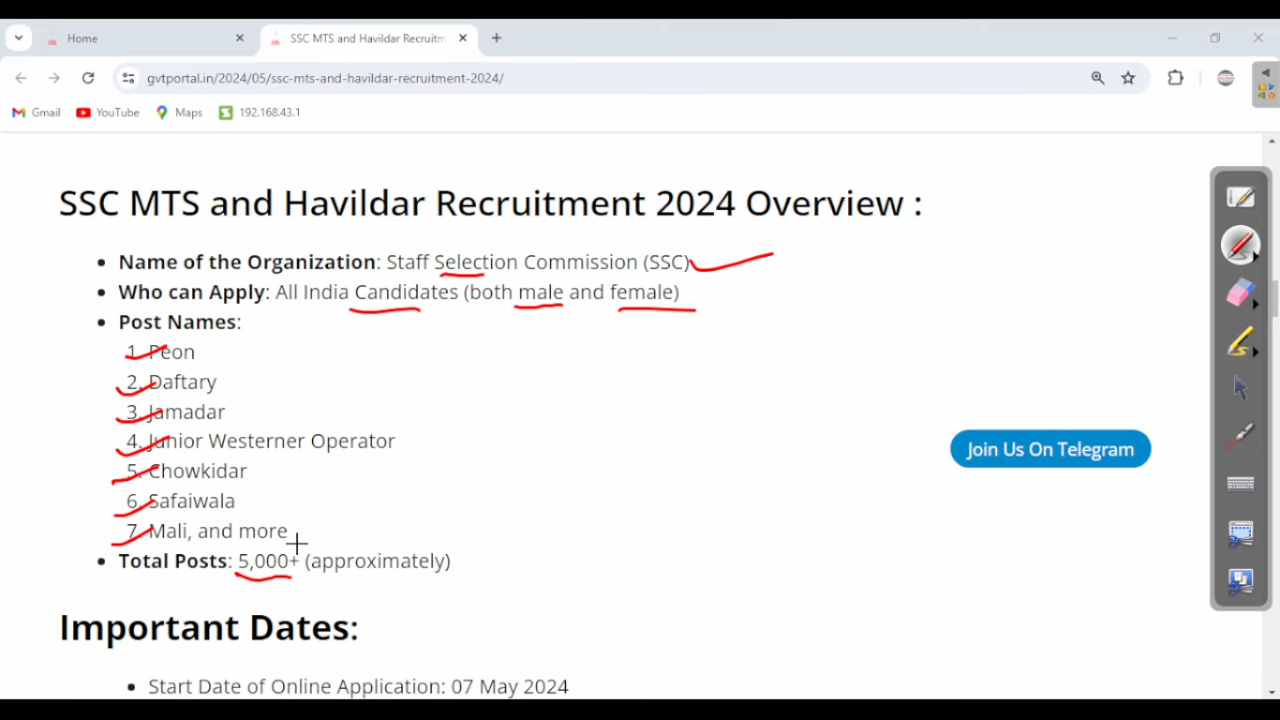 Home
SSC MTS and Havildar Recruitm
gvtportal.in/2024/05/ssc-mts-and-havildar-recruitment-2024/
Gmail YouTube Maps 192.168.43.1
SSC MTS and Havildar Recruitment 2024 Overview :
• Name of the Organization: Staff Selection Commission (SSC)
• Who can Apply: All India Candidates (both male and female)
• Post Names:
1. Peon
2. Daftary
3. Jamadar
4. Junior Westerner Operator
5. Chowkidar
6. Safaiwala
7. Mali, and more
• Total Posts: 5,000+ (approximately)
Join Us On Telegram
Important Dates:
• Start Date of Online Application: 07 May 2024